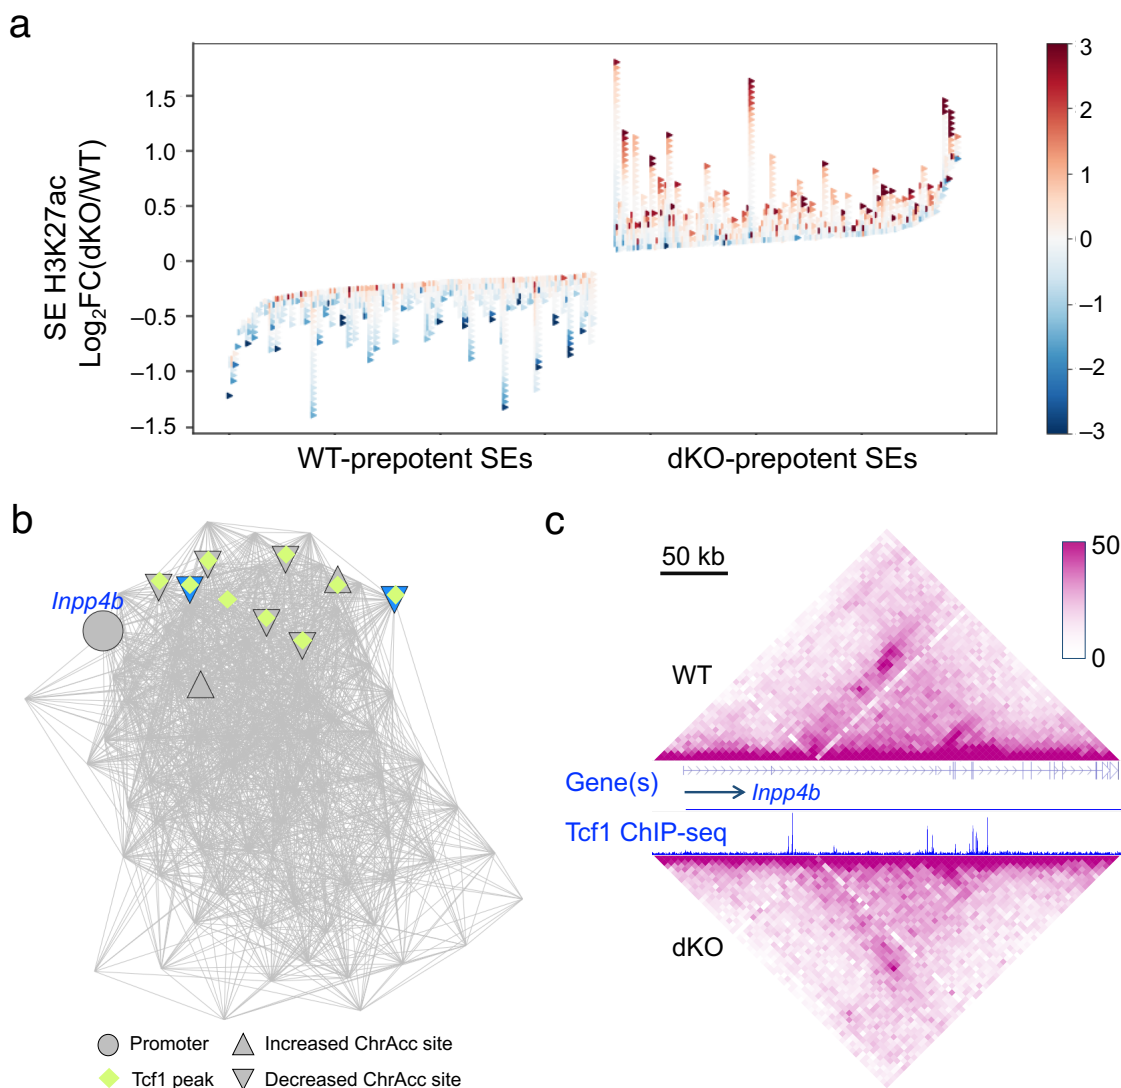 a
SE H3K27ac
Log₂FC(dKO/WT)
1.5
1.0
0.5
0
−0.5
−1.0
−1.5
WT-prepotent SEs
dKO-prepotent SEs
3
2
1
0
−1
−2
−3
b
Inpp4b
Promoter
Increased ChrAcc site
Tcf1 peak
Decreased ChrAcc site
c
50 kb
50
0
WT
Gene(s)
Inpp4b
Tcf1 ChIP-seq
dKO